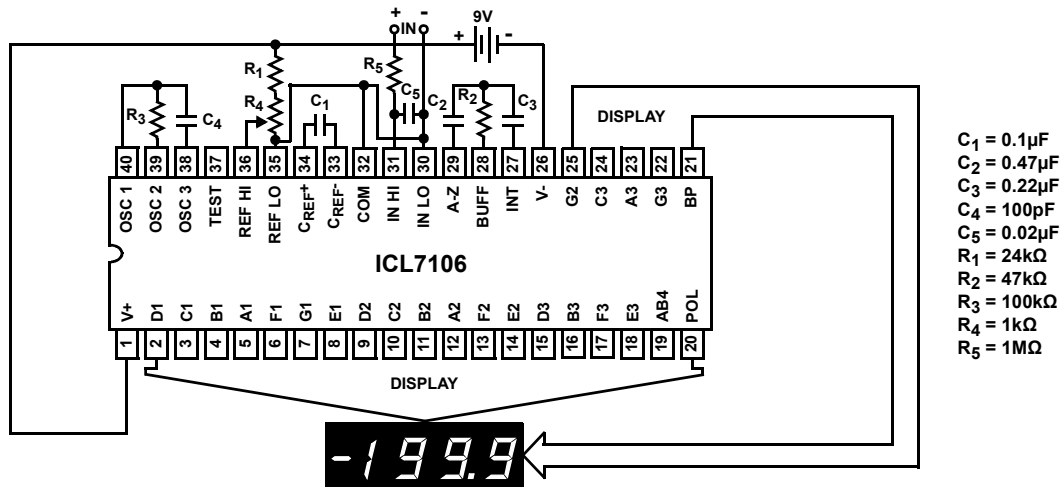 + IN -
+ 9V -
R1
R4
R3
C4
C1
R5
C5
C2
R2
C3
DISPLAY
40 39 38 37 36 35 34 33 32 31 30 29 28 27 26 25 24 23 22 21
OSC 1 OSC 2 OSC 3 TEST REF HI REF LO CREF+ CREF- COM IN HI IN LO A-Z BUFF INT V- G2 C3 A3 G3 BP
ICL7106
V+ D1 C1 B1 A1 F1 G1 E1 D2 C2 B2 A2 F2 E2 D3 B3 F3 E3 AB4 POL
1 2 3 4 5 6 7 8 9 10 11 12 13 14 15 16 17 18 19 20
DISPLAY
-199.9
C1 = 0.1µF
C2 = 0.47µF
C3 = 0.22µF
C4 = 100pF
C5 = 0.02µF
R1 = 24kΩ
R2 = 47kΩ
R3 = 100kΩ
R4 = 1kΩ
R5 = 1MΩ